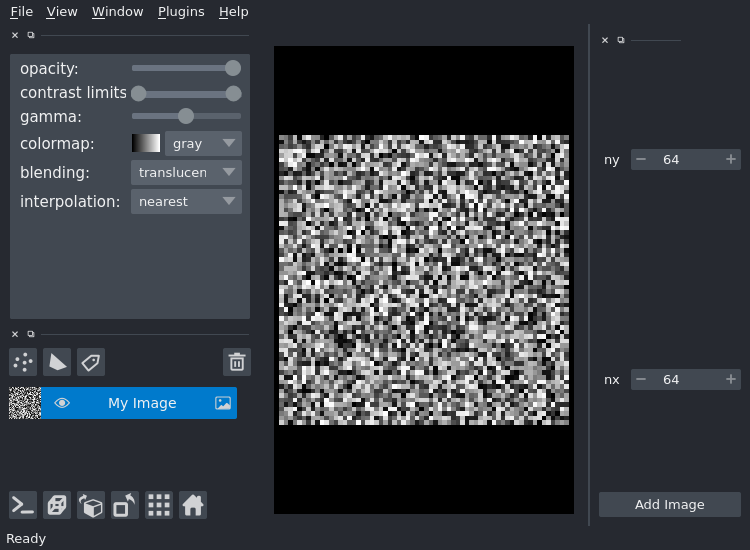 File View Window Plugins Help
opacity:
contrast limits
gamma:
colormap: gray
blending: translucen
interpolation: nearest
My Image
ny 64
nx 64
Add Image
Ready